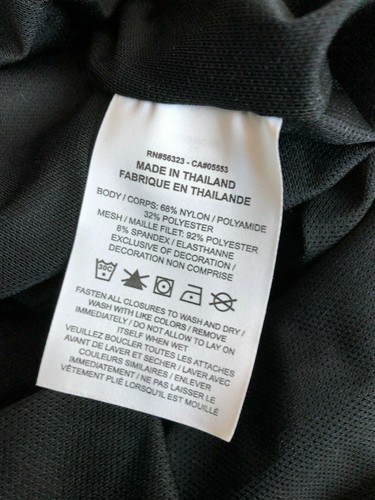 RN#56323 - CA#05553
MADE IN THAILAND
FABRIQUE EN THAILANDE
BODY / CORPS: 68% NYLON / POLYAMIDE
32% POLYESTER
MESH / MAILLE FILET: 92% POLYESTER
8% SPANDEX / ELASTHANNE
EXCLUSIVE OF DECORATION /
DECORATION NON COMPRISE
30C
FASTEN ALL CLOSURES TO WASH AND DRY /
WASH WITH LIKE COLORS / REMOVE
IMMEDIATELY / DO NOT ALLOW TO LAY ON
ITSELF WHEN WET
VEUILLEZ BOUCLER TOUTES LES ATTACHES
AVANT DE LAVER ET SECHER / LAVER AVEC
COULEURS SIMILAIRES / ENLEVER
IMMEDIATEMENT / NE PAS LAISSER LE
VÊTEMENT PLIÉ LORSQU'IL EST MOUILLÉ